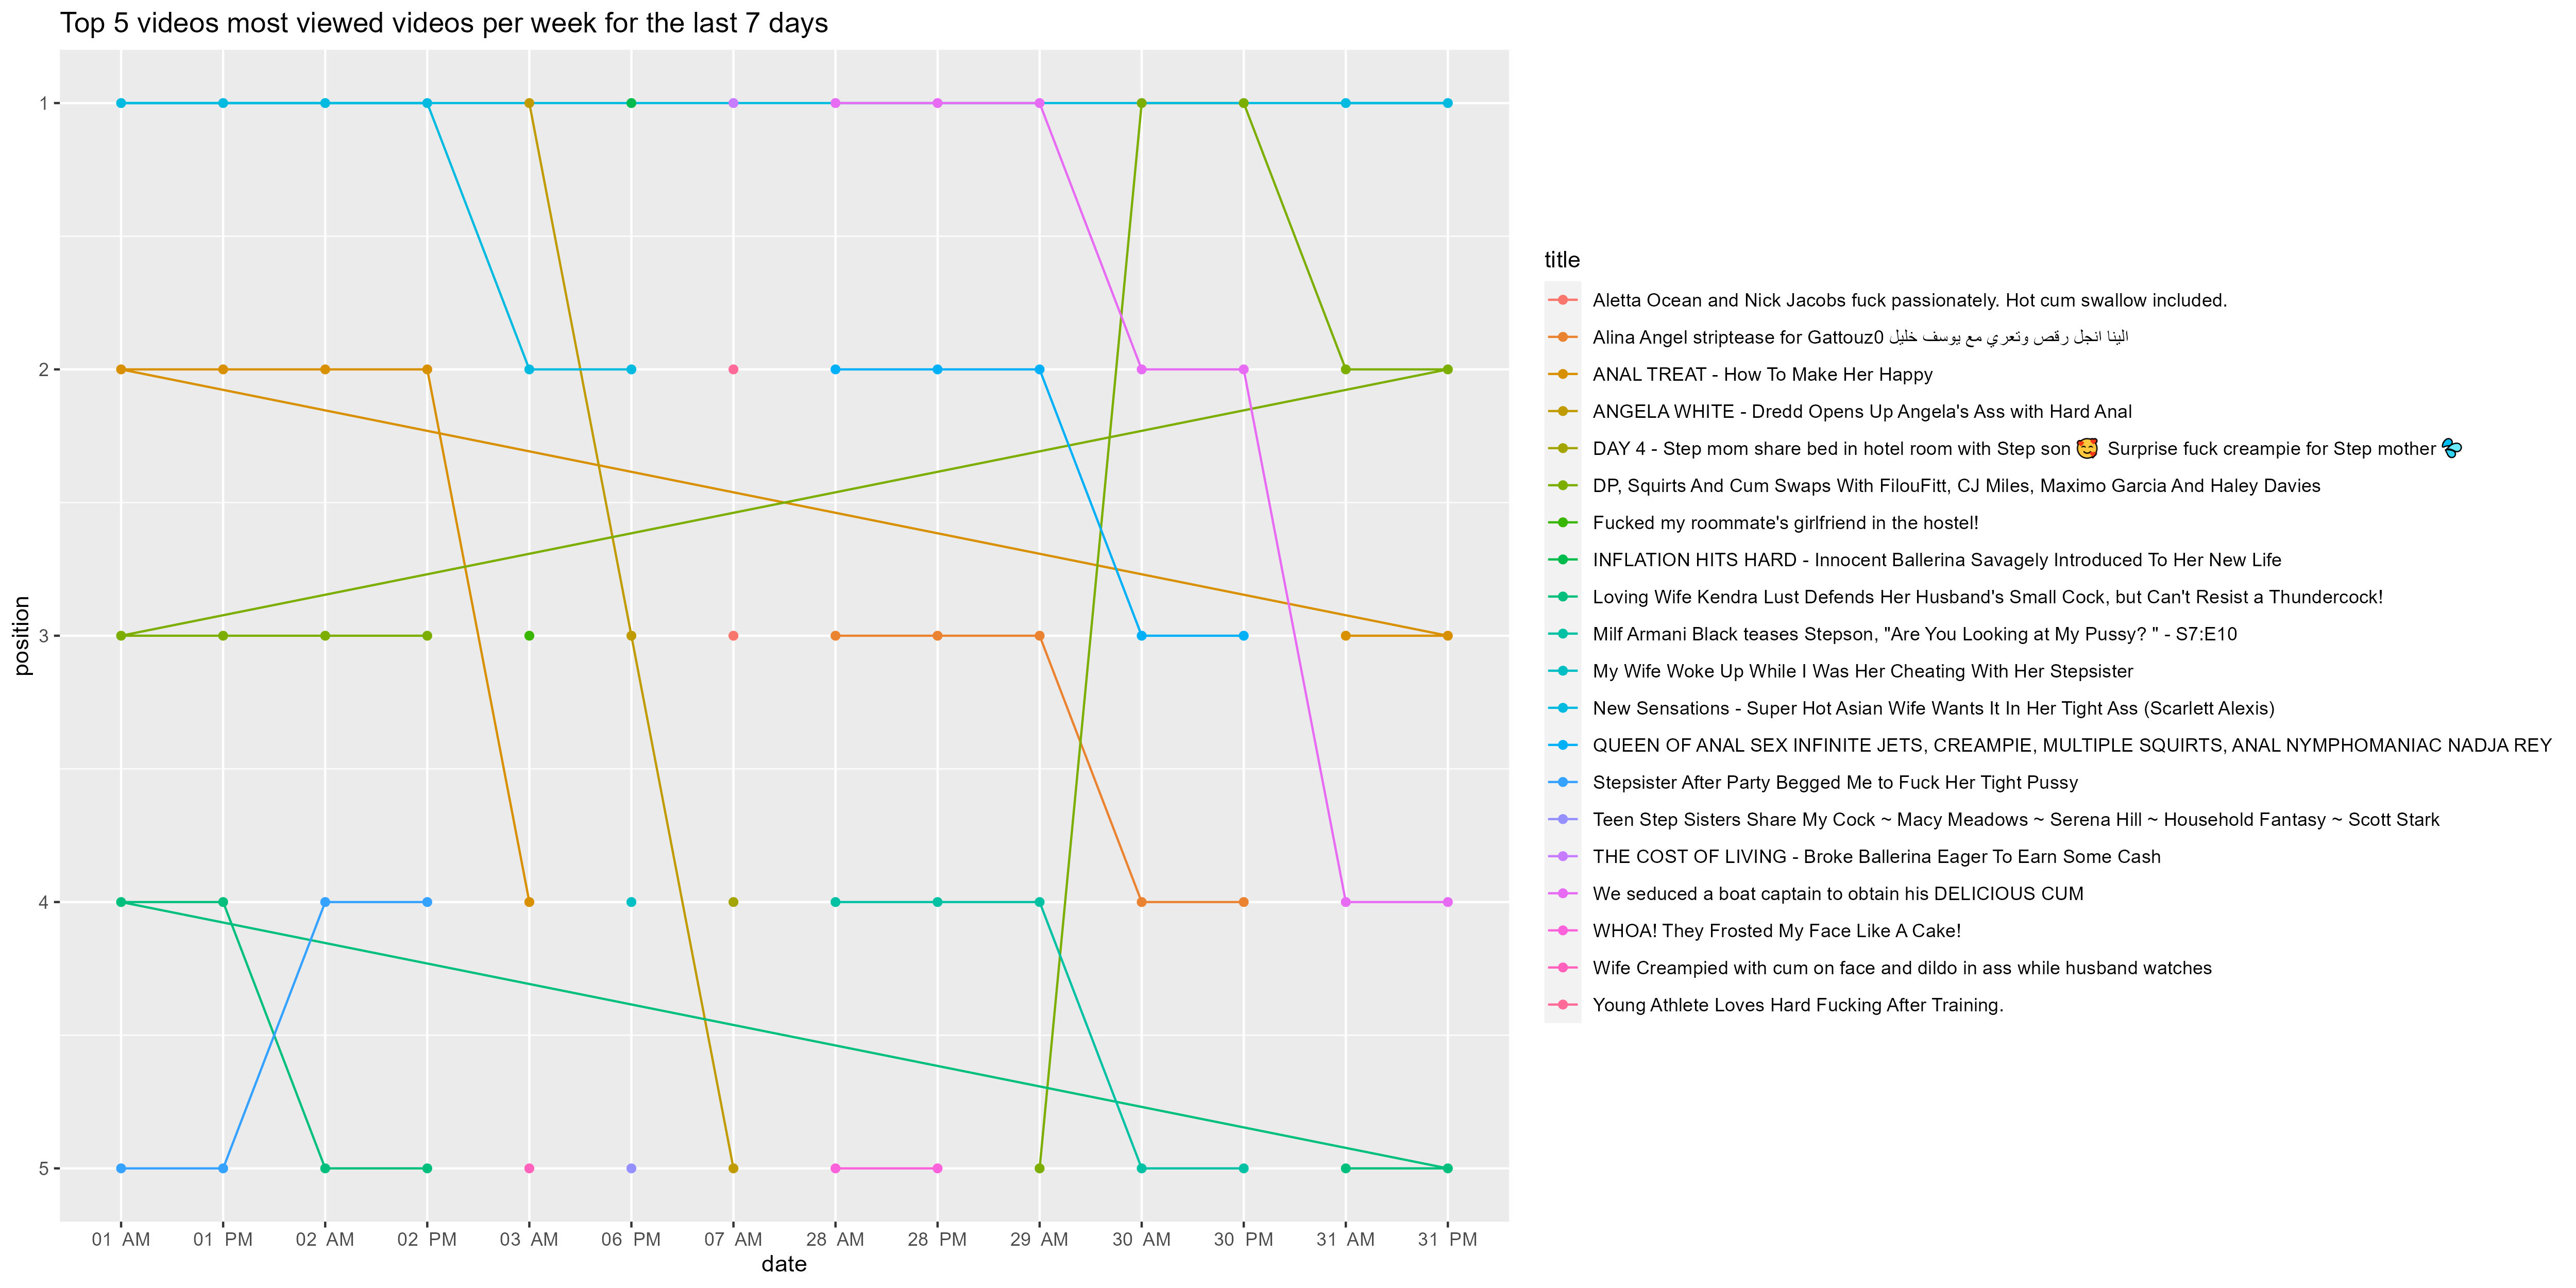 Top 5 videos most viewed videos per week for the last 7 days
position
1
2
3
4
5
01 AM
01 PM
02 AM
02 PM
03 AM
06 PM
07 AM
28 AM
28 PM
29 AM
30 AM
30 PM
31 AM
31 PM
date
title
Aletta Ocean and Nick Jacobs fuck passionately. Hot cum swallow included.
Alina Angel striptease for Gattouz0 الينا انجل رقص وتعري مع يوسف خليل
ANAL TREAT - How To Make Her Happy
ANGELA WHITE - Dredd Opens Up Angela's Ass with Hard Anal
DAY 4 - Step mom share bed in hotel room with Step son 🥰 Surprise fuck creampie for Step mother 💦
DP, Squirts And Cum Swaps With FilouFitt, CJ Miles, Maximo Garcia And Haley Davies
Fucked my roommate's girlfriend in the hostel!
INFLATION HITS HARD - Innocent Ballerina Savagely Introduced To Her New Life
Loving Wife Kendra Lust Defends Her Husband's Small Cock, but Can't Resist a Thundercock!
Milf Armani Black teases Stepson, "Are You Looking at My Pussy? " - S7:E10
My Wife Woke Up While I Was Her Cheating With Her Stepsister
New Sensations - Super Hot Asian Wife Wants It In Her Tight Ass (Scarlett Alexis)
QUEEN OF ANAL SEX INFINITE JETS, CREAMPIE, MULTIPLE SQUIRTS, ANAL NYMPHOMANIAC NADJA REY
Stepsister After Party Begged Me to Fuck Her Tight Pussy
Teen Step Sisters Share My Cock ~ Macy Meadows ~ Serena Hill ~ Household Fantasy ~ Scott Stark
THE COST OF LIVING - Broke Ballerina Eager To Earn Some Cash
We seduced a boat captain to obtain his DELICIOUS CUM
WHOA! They Frosted My Face Like A Cake!
Wife Creampied with cum on face and dildo in ass while husband watches
Young Athlete Loves Hard Fucking After Training.